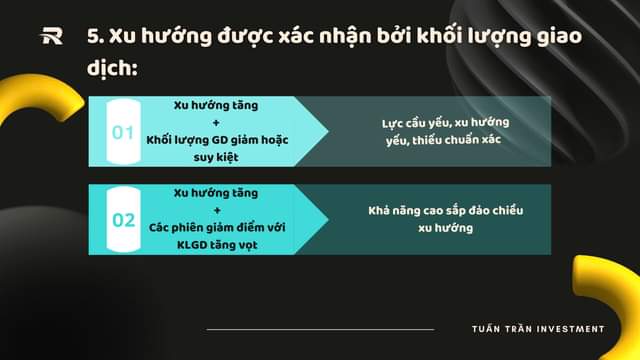 5. Xu hướng được xác nhận bởi khối lượng giao
dịch:
01
Xu hướng tăng
+
Khối lượng GD giảm hoặc
suy kiệt
Lực cầu yếu, xu hướng
yếu, thiếu chuẩn xác
02
Xu hướng tăng
+
Các phiên giảm điểm với
KLGD tăng vọt
Khả năng cao sắp đảo chiều
xu hướng
TUẤN TRẦN INVESTMENT